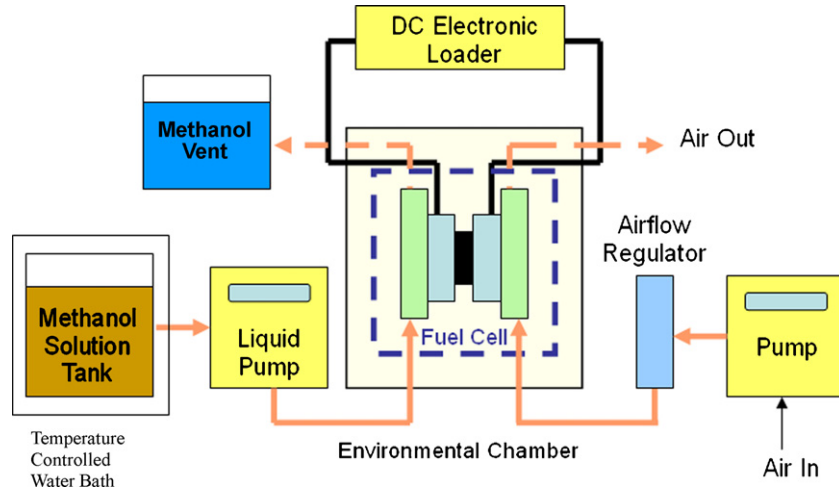 DC Electronic
Loader
Methanol
Vent
Air Out
Airflow
Regulator
Methanol
Solution
Tank
Liquid
Pump
Fuel Cell
Pump
Temperature
Controlled
Water Bath
Environmental Chamber
Air In